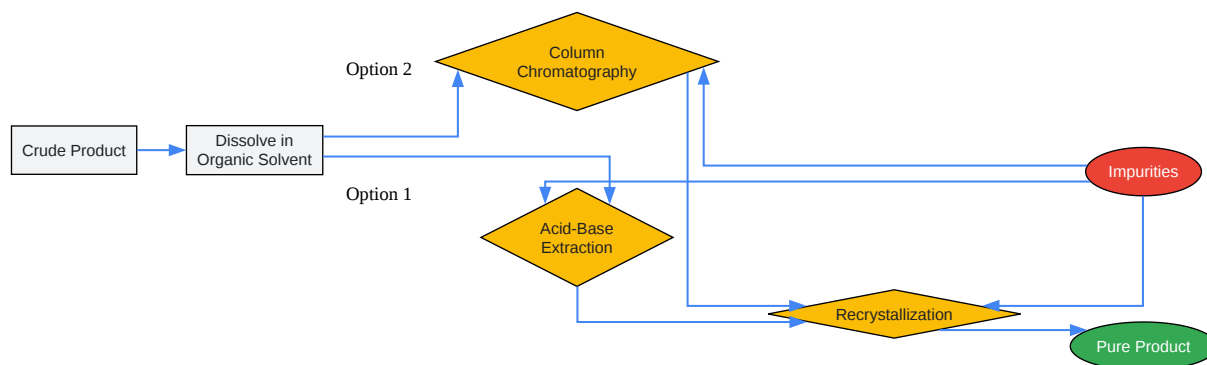 Column
Chromatography
Option 2
Crude Product
Dissolve in
Organic Solvent
Impurities
Option 1
Acid-Base
Extraction
Recrystallization
Pure Product